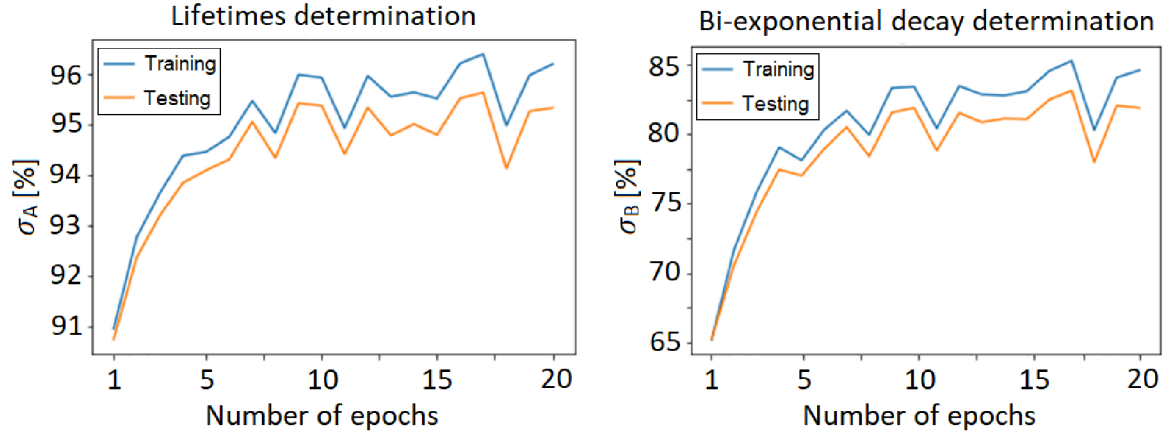 Lifetimes determination
Training
Testing
96
95
94
93
92
91
σA [%]
1 5 10 15 20
Number of epochs
Bi-exponential decay determination
Training
Testing
85
80
75
70
65
σB [%]
1 5 10 15 20
Number of epochs